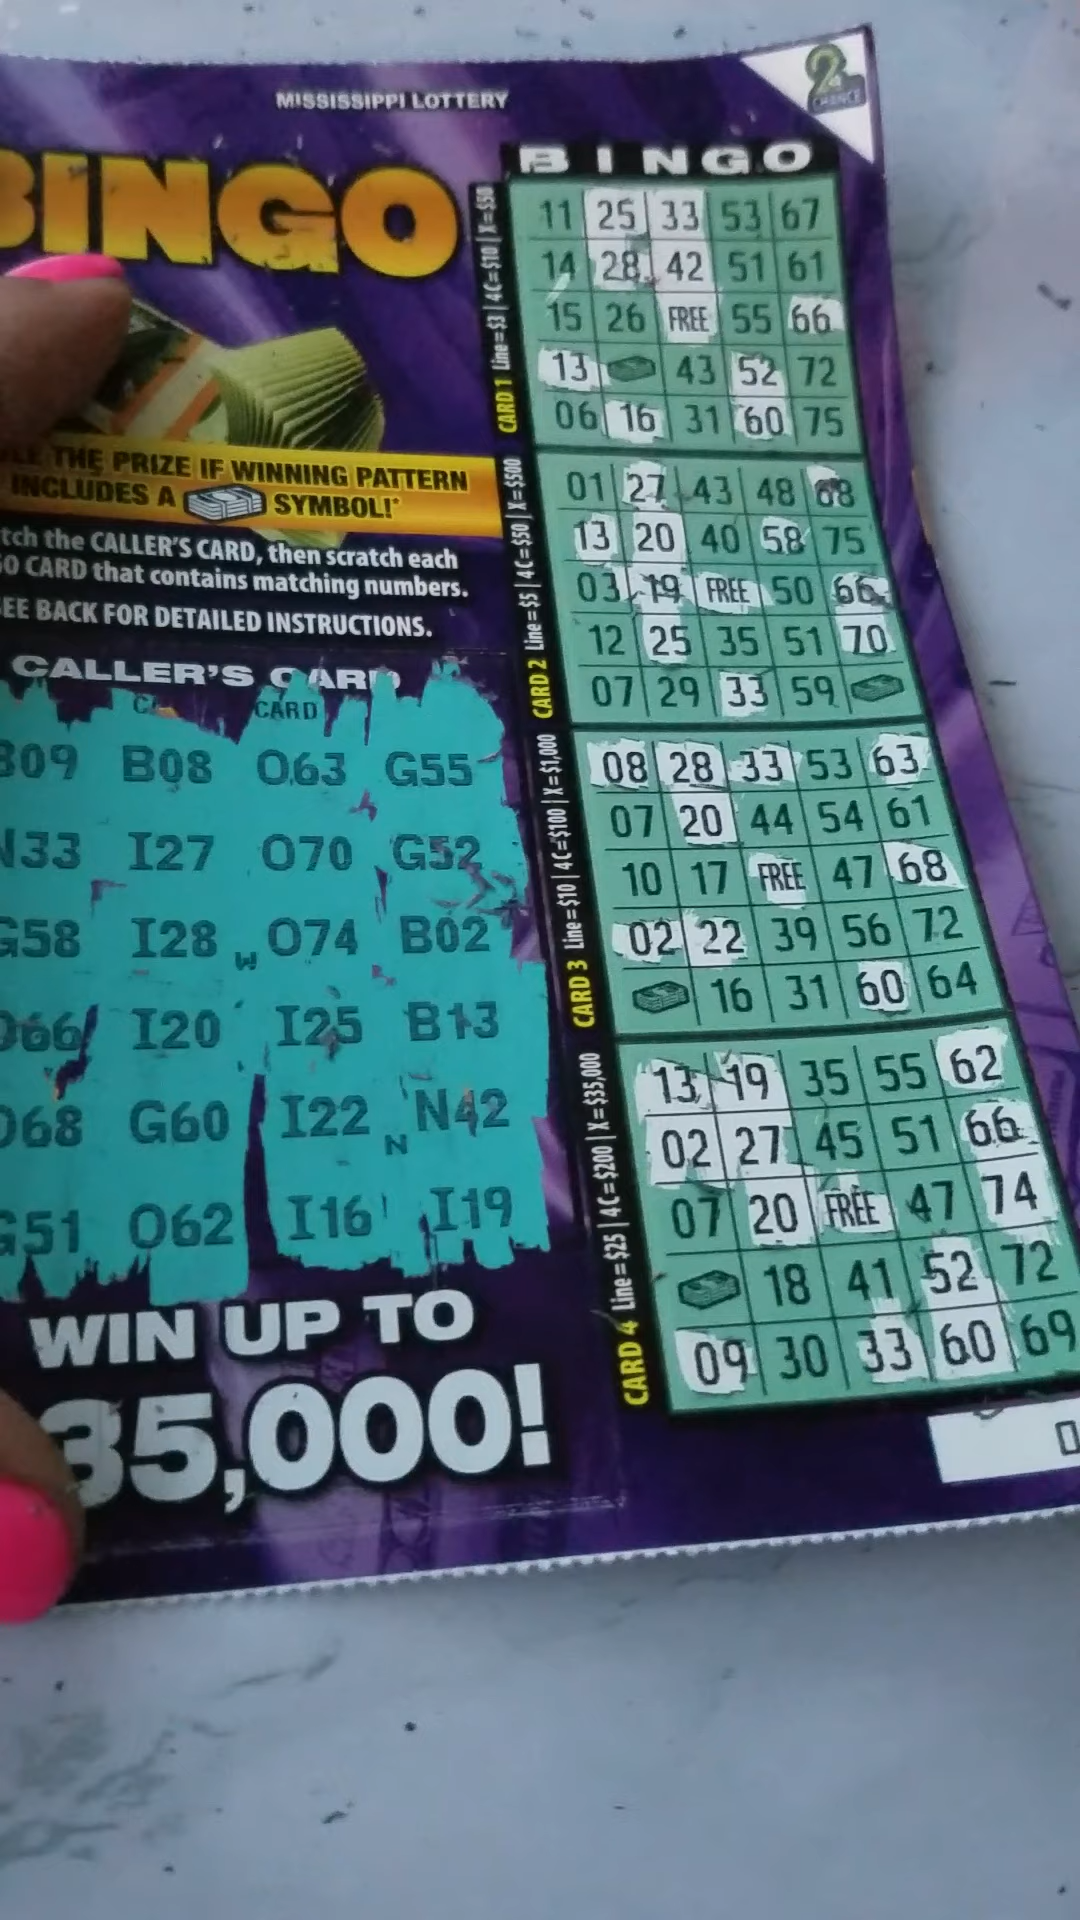 MISSISSIPPI LOTTERY
2nd CHANCE
BINGO
THE PRIZE IF WINNING PATTERN
INCLUDES A SYMBOL!*
the CALLER'S CARD, then scratch each
CARD that contains matching numbers.
SEE BACK FOR DETAILED INSTRUCTIONS.
CALLER'S CARD
CARD
B09 B08 O63 G55
N33 I27 O70 G52
G58 I28 O74 B02
O66 I20 I25 B13
O68 G60 I22 N42
G51 O62 I16 I19
WIN UP TO
35,000!
B I N G O
CARD 1 Line=$3 | 4C=$10 | X=$50
11 25 33 53 67
14 28 42 51 61
15 26 FREE 55 66
13 43 52 72
06 16 31 60 75
CARD 2 Line=$5 | 4C=$50 | X=$500
01 27 43 48 68
13 20 40 58 75
03 19 FREE 50 66
12 25 35 51 70
07 29 33 59
CARD 3 Line=$10 | 4C=$100 | X=$1,000
08 28 33 53 63
07 20 44 54 61
10 17 FREE 47 68
02 22 39 56 72
16 31 60 64
CARD 4 Line=$25 | 4C=$200 | X=$35,000
13 19 35 55 62
02 27 45 51 66
07 20 FREE 47 74
18 41 52 72
09 30 33 60 69